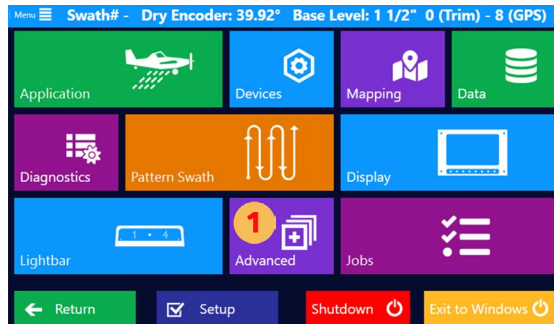 Menu Swath# - Dry Encoder: 39.92° Base Level: 1 1/2" 0 (Trim) - 8 (GPS)
Application
Devices
Mapping
Data
Diagnostics
Pattern Swath
Display
1 • 4
Lightbar
1
Advanced
Jobs
Return
Setup
Shutdown
Exit to Windows